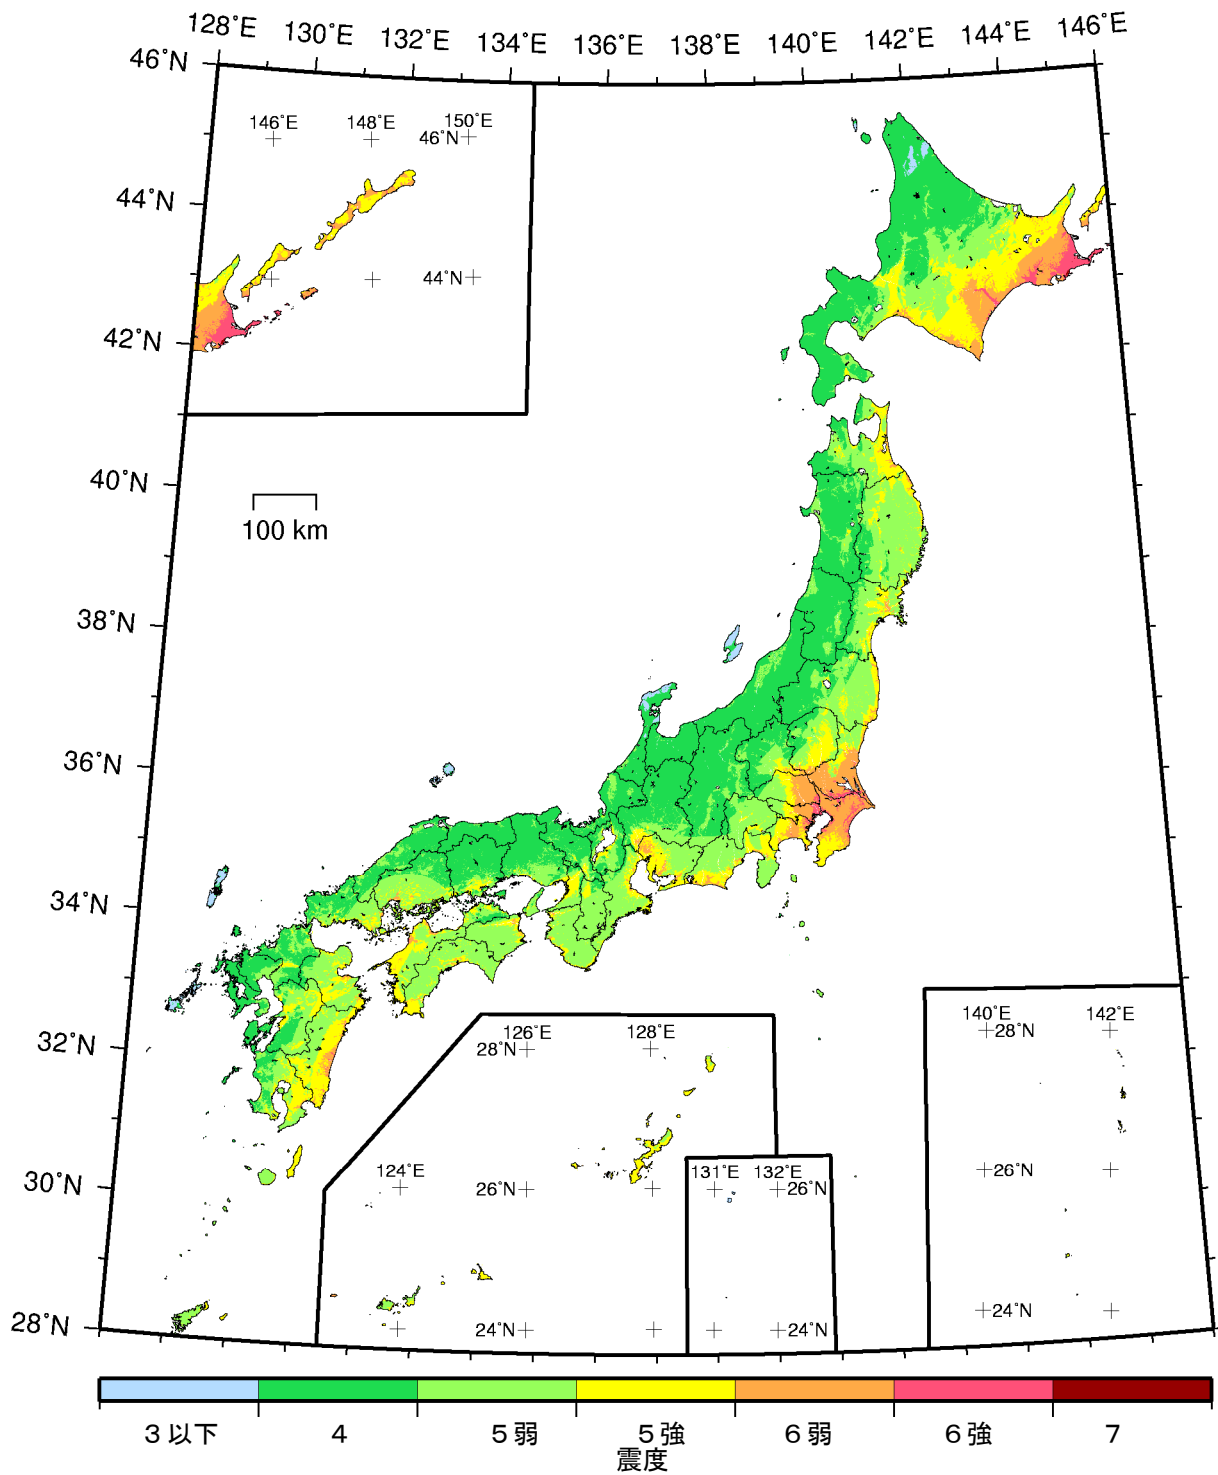 128°E 130°E 132°E 134°E 136°E 138°E 140°E 142°E 144°E 146°E
46°N
146°E 148°E 150°E
46°N
44°N
44°N
42°N
40°N
100 km
38°N
36°N
34°N
32°N
126°E 128°E
28°N
140°E 142°E
28°N
124°E
26°N
131°E 132°E
26°N
26°N
30°N
24°N
24°N
24°N
28°N
3以下 4 5弱 5強 6弱 6強 7
震度